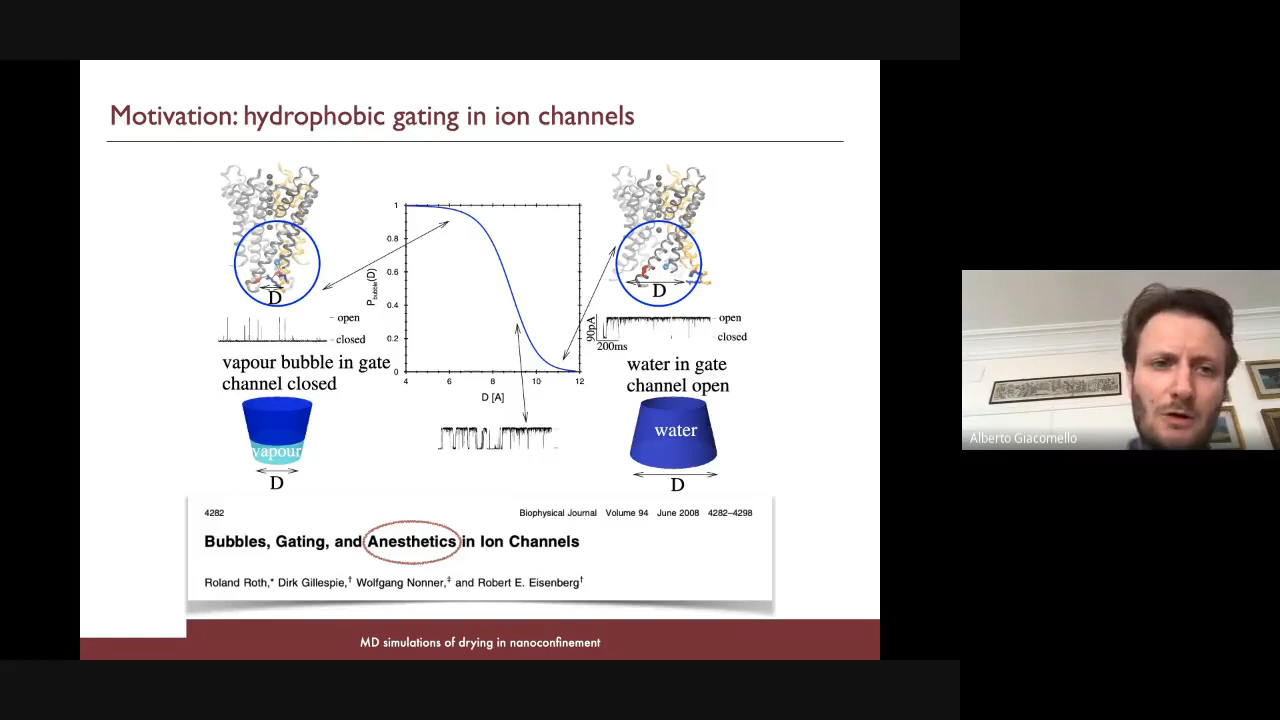 Motivation: hydrophobic gating in ion channels
D
open
closed
vapour bubble in gate
channel closed
vapour
D
1
0.8
0.6
0.4
0.2
0
P bubble (D)
4 6 8 10 12
D [A]
D
open
closed
90pA
200ms
water in gate
channel open
water
D
4282 Biophysical Journal Volume 94 June 2008 4282–4298
Bubbles, Gating, and Anesthetics in Ion Channels
Roland Roth,* Dirk Gillespie,† Wolfgang Nonner,‡ and Robert E. Eisenberg†
MD simulations of drying in nanoconfinement
Alberto Giacomello